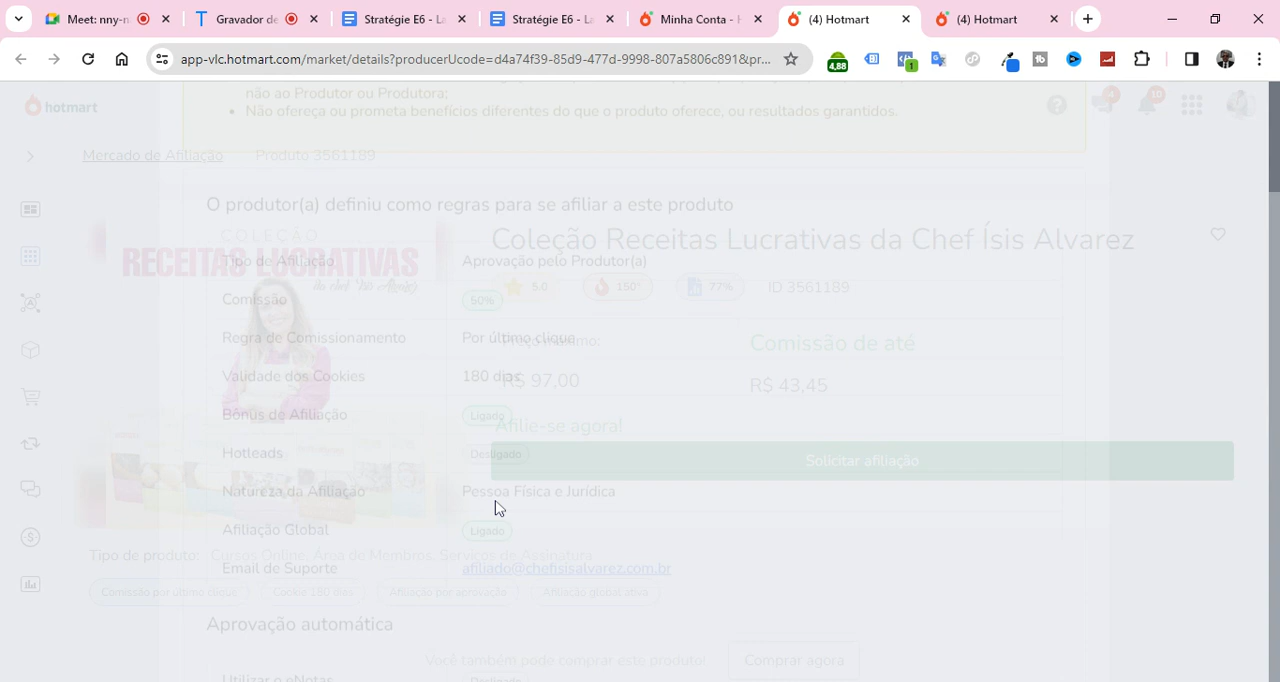 Meet: nny-n
Gravador de
Stratégie E6 - La
Stratégie E6 - La
Minha Conta - H
(4) Hotmart
(4) Hotmart
app-vlc.hotmart.com/market/details?producerUcode=d4a74f39-85d9-477d-9998-807a5806c891&pr...
4,88
1
não ao Produtor ou Produtora:
• Não ofereça ou prometa benefícios diferentes do que o produto oferece, ou resultados garantidos.
hotmart
4
10
Mercado de Afiliação
Produto 3561189
O produtor(a) definiu como regras para se afiliar a este produto
COLEÇÃO
RECEITAS LUCRATIVAS
Coleção Receitas Lucrativas da Chef Ísis Alvarez
Tipo de Afiliação
Aprovação pelo Produtor(a)
5.0
150°
77%
ID 3561189
Comissão
50%
Regra de Comissionamento
Por último clique
Preço máximo:
Comissão de até
Validade dos Cookies
180 dias
R$ 97,00
R$ 43,45
Bônus de Afiliação
Ligado
Afilie-se agora!
Hotleads
Desligado
Solicitar afiliação
Natureza da Afiliação
Pessoa Física e Jurídica
Afiliação Global
Ligado
Tipo de produto:
Cursos Online, Área de Membros, Serviços de Assinatura
Email de Suporte
afiliado@chefisisalvarez.com.br
Comissão por último clique
Cookie 180 dias
Afiliação por aprovação
Afiliação global ativa
Aprovação automática
Você também pode comprar este produto!
Comprar agora
Utilizar o eNotas
Desligado